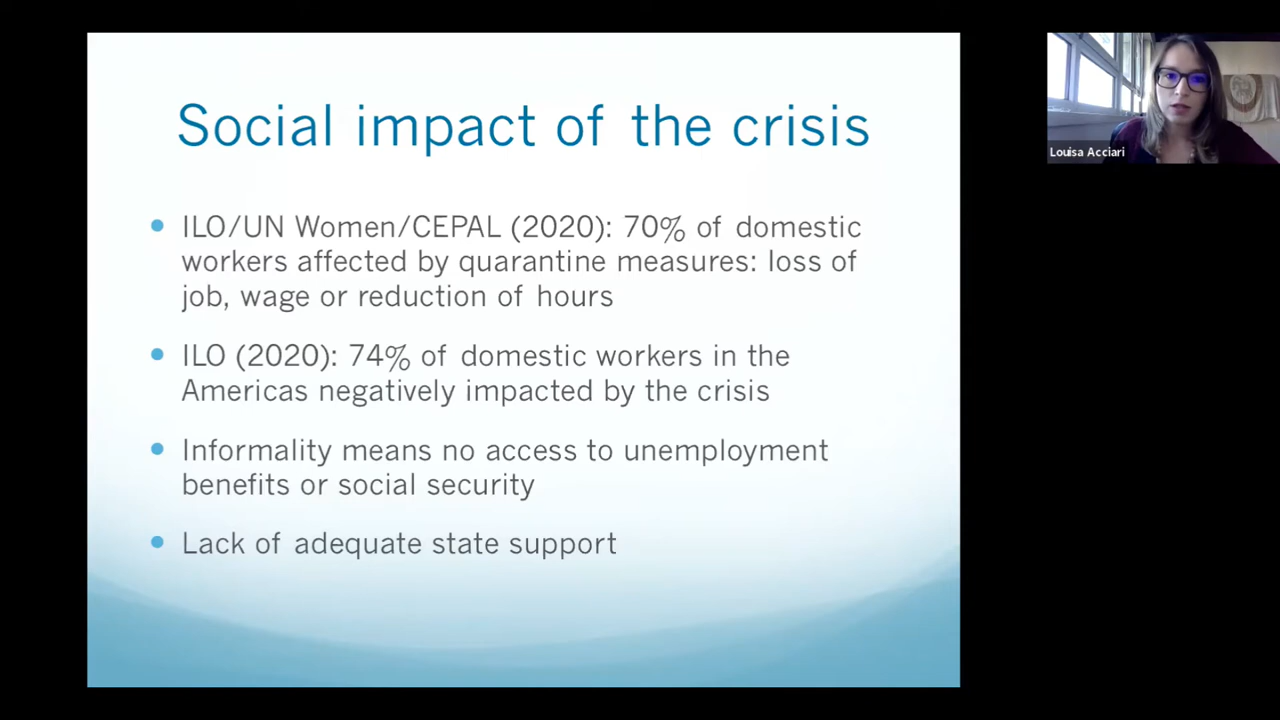 Social impact of the crisis
• ILO/UN Women/CEPAL (2020): 70% of domestic
workers affected by quarantine measures: loss of
job, wage or reduction of hours
• ILO (2020): 74% of domestic workers in the
Americas negatively impacted by the crisis
• Informality means no access to unemployment
benefits or social security
• Lack of adequate state support
Louisa Acciari